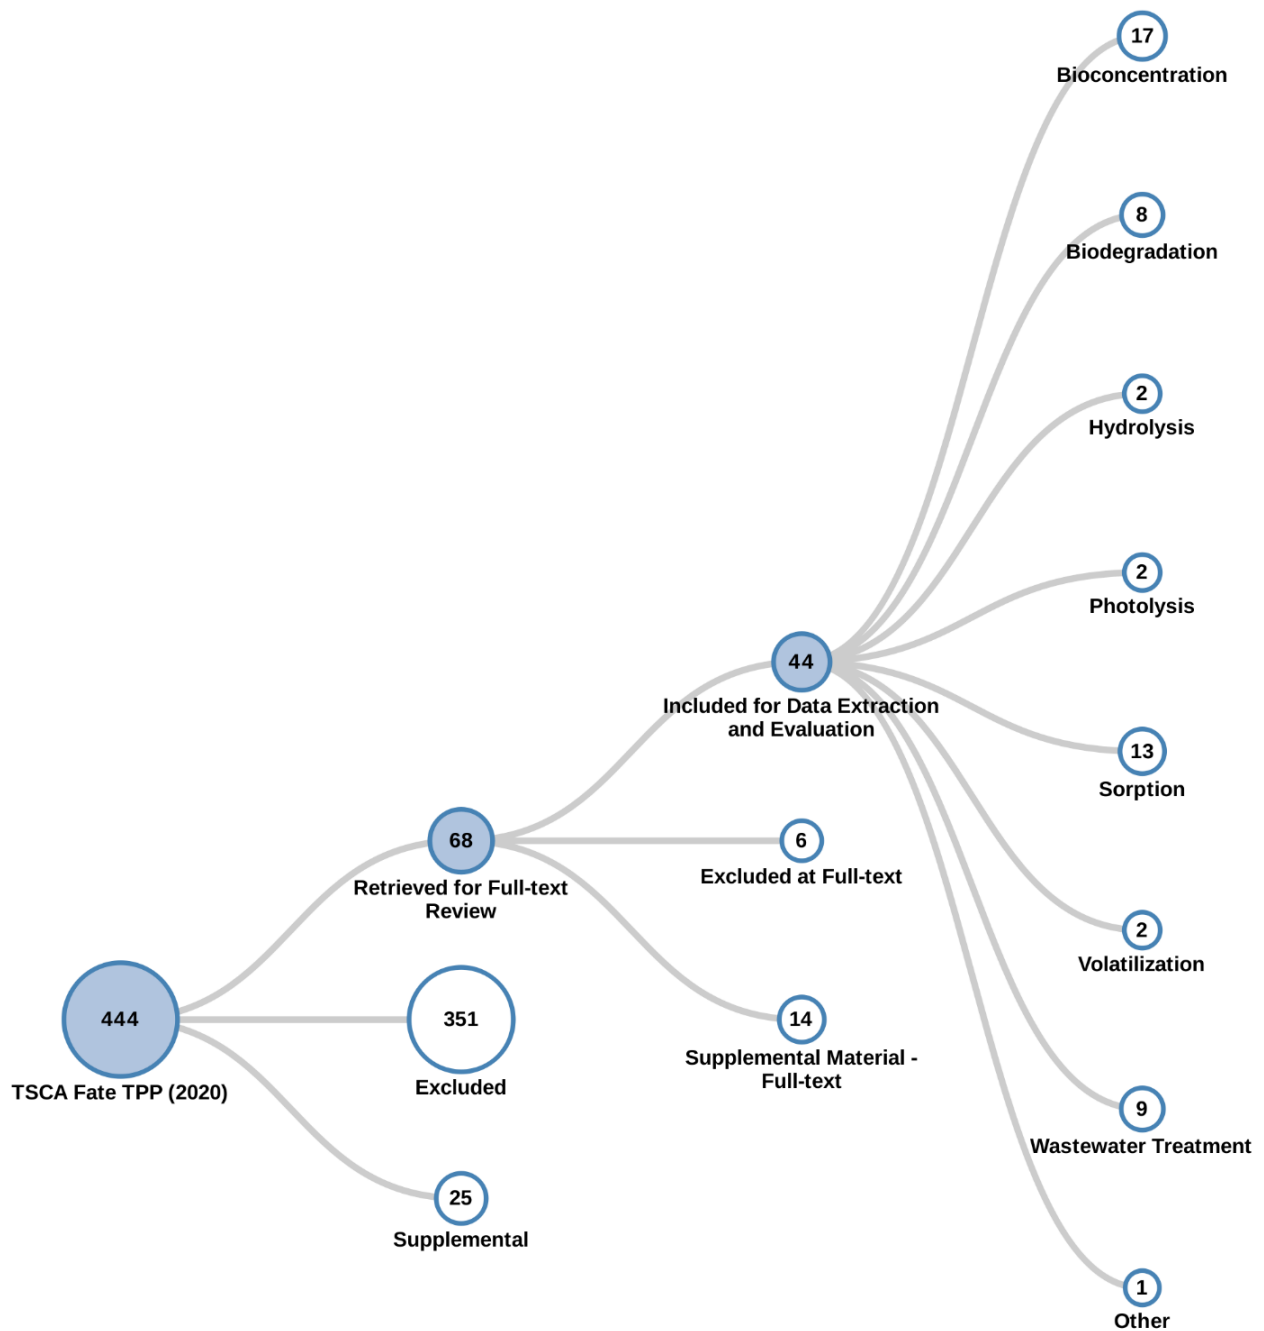 17
Bioconcentration
8
Biodegradation
2
Hydrolysis
2
Photolysis
44
Included for Data Extraction
and Evaluation
13
Sorption
68
Retrieved for Full-text
Review
6
Excluded at Full-text
2
Volatilization
444
TSCA Fate TPP (2020)
351
Excluded
14
Supplemental Material -
Full-text
9
Wastewater Treatment
25
Supplemental
1
Other